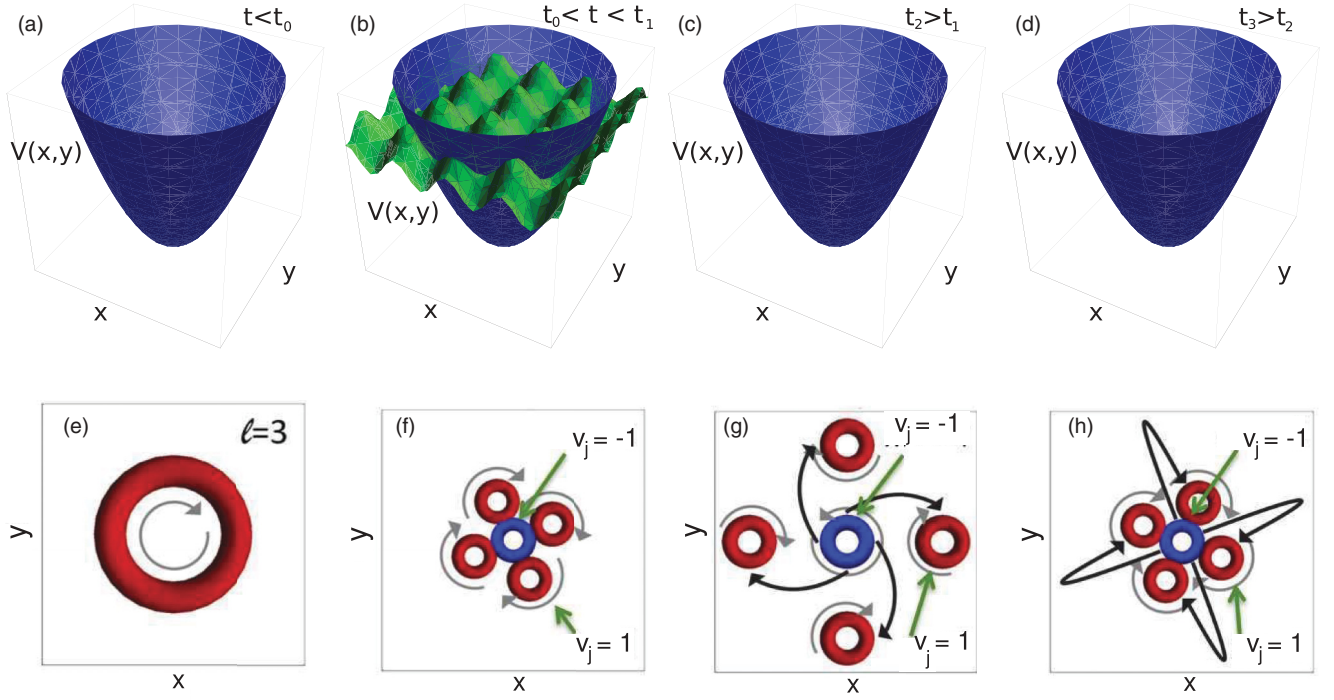 (a) t<t₀
V(x,y)
x
y
(b) t₀< t < t₁
V(x,y)
x
y
(c) t₂>t₁
V(x,y)
x
y
(d) t₃>t₂
V(x,y)
x
y
(e) ℓ=3
y
x
(f)
vⱼ = -1
y
vⱼ = 1
x
(g) vⱼ = -1
y
vⱼ = 1
x
(h)
vⱼ = -1
y
vⱼ = 1
x